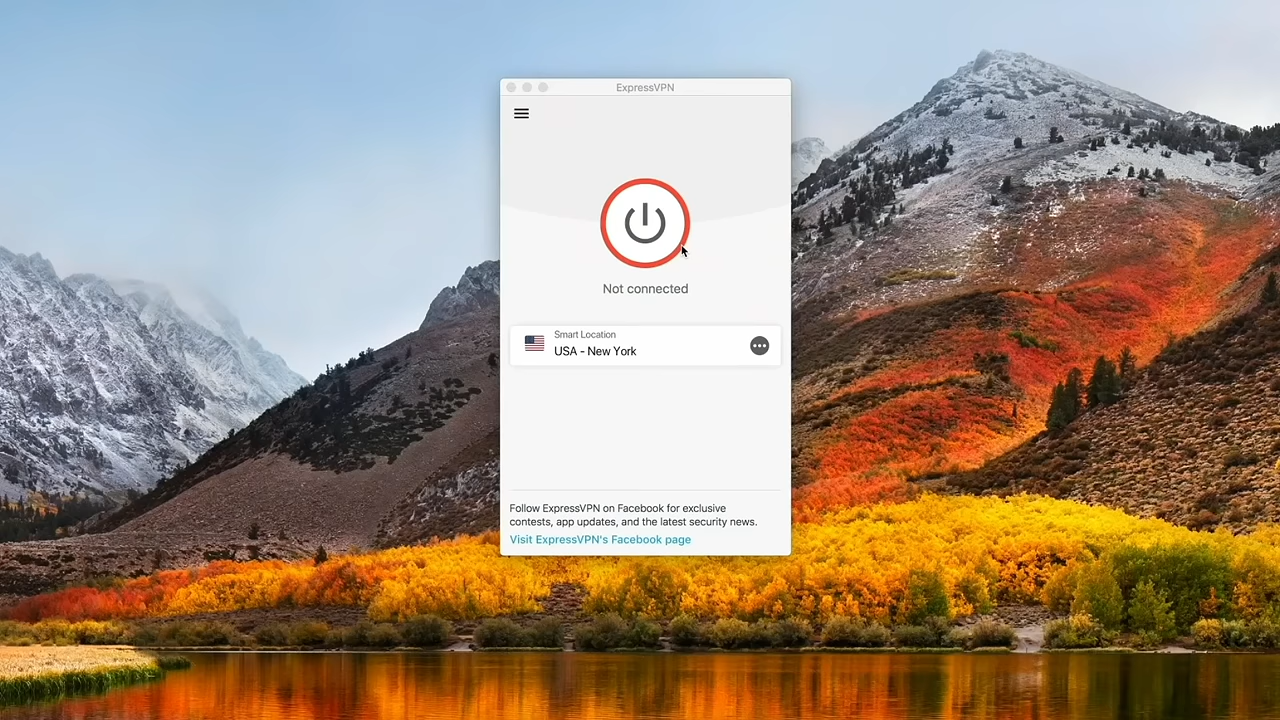 ExpressVPN
Not connected
Smart Location
USA - New York
Follow ExpressVPN on Facebook for exclusive
contests, app updates, and the latest security news.
Visit ExpressVPN's Facebook page